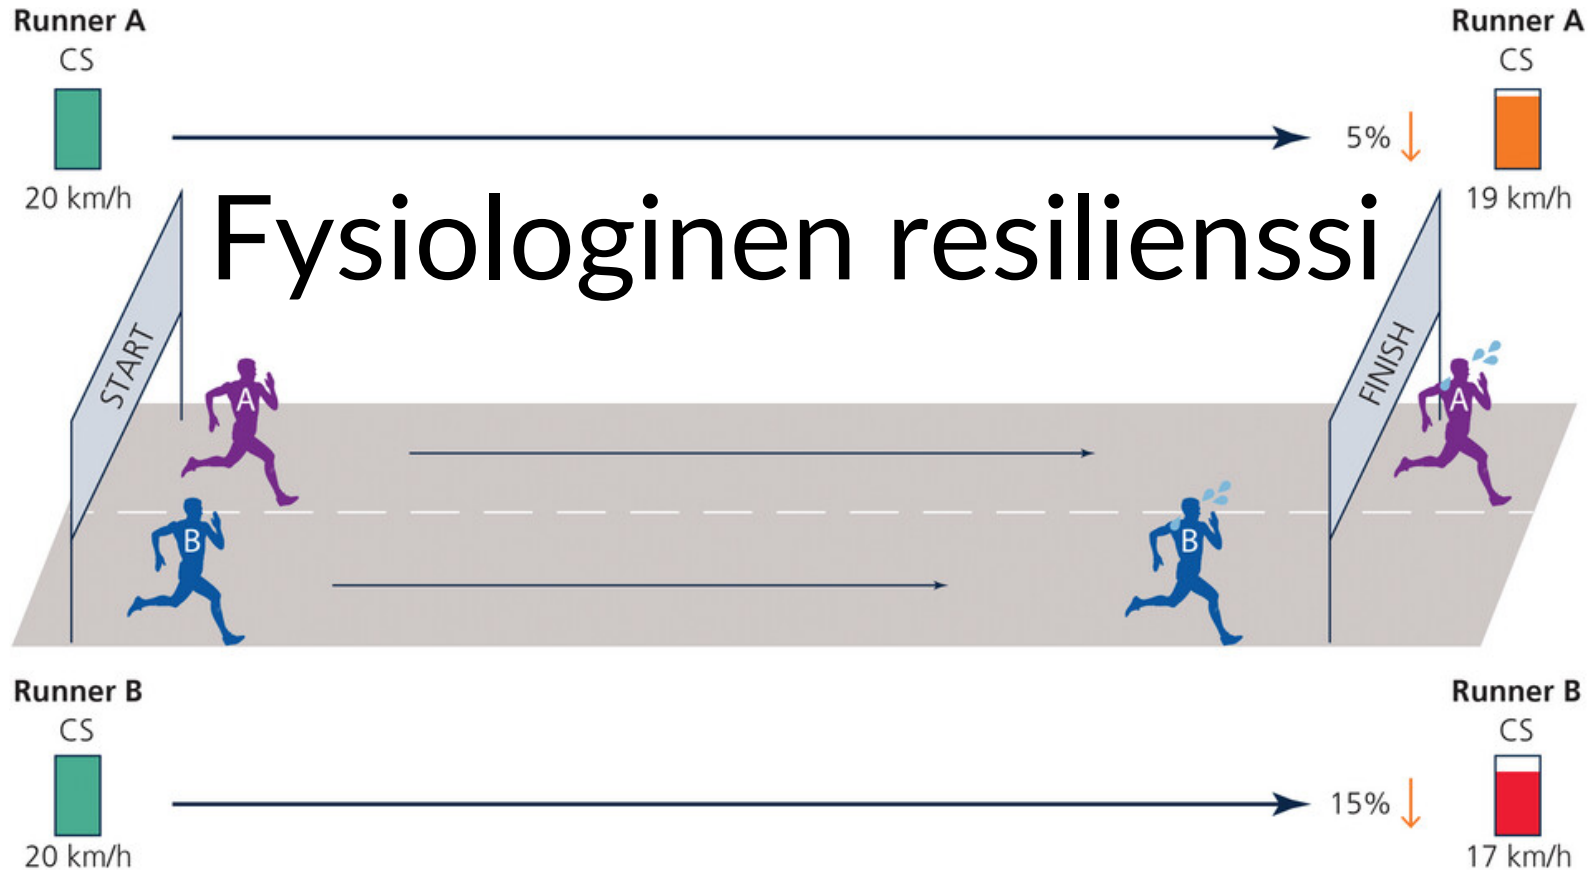 Runner A
CS
20 km/h
5%
Runner A
CS
19 km/h
Fysiologinen resilienssi
START
FINISH
A
A
B
B
Runner B
CS
20 km/h
15%
Runner B
CS
17 km/h